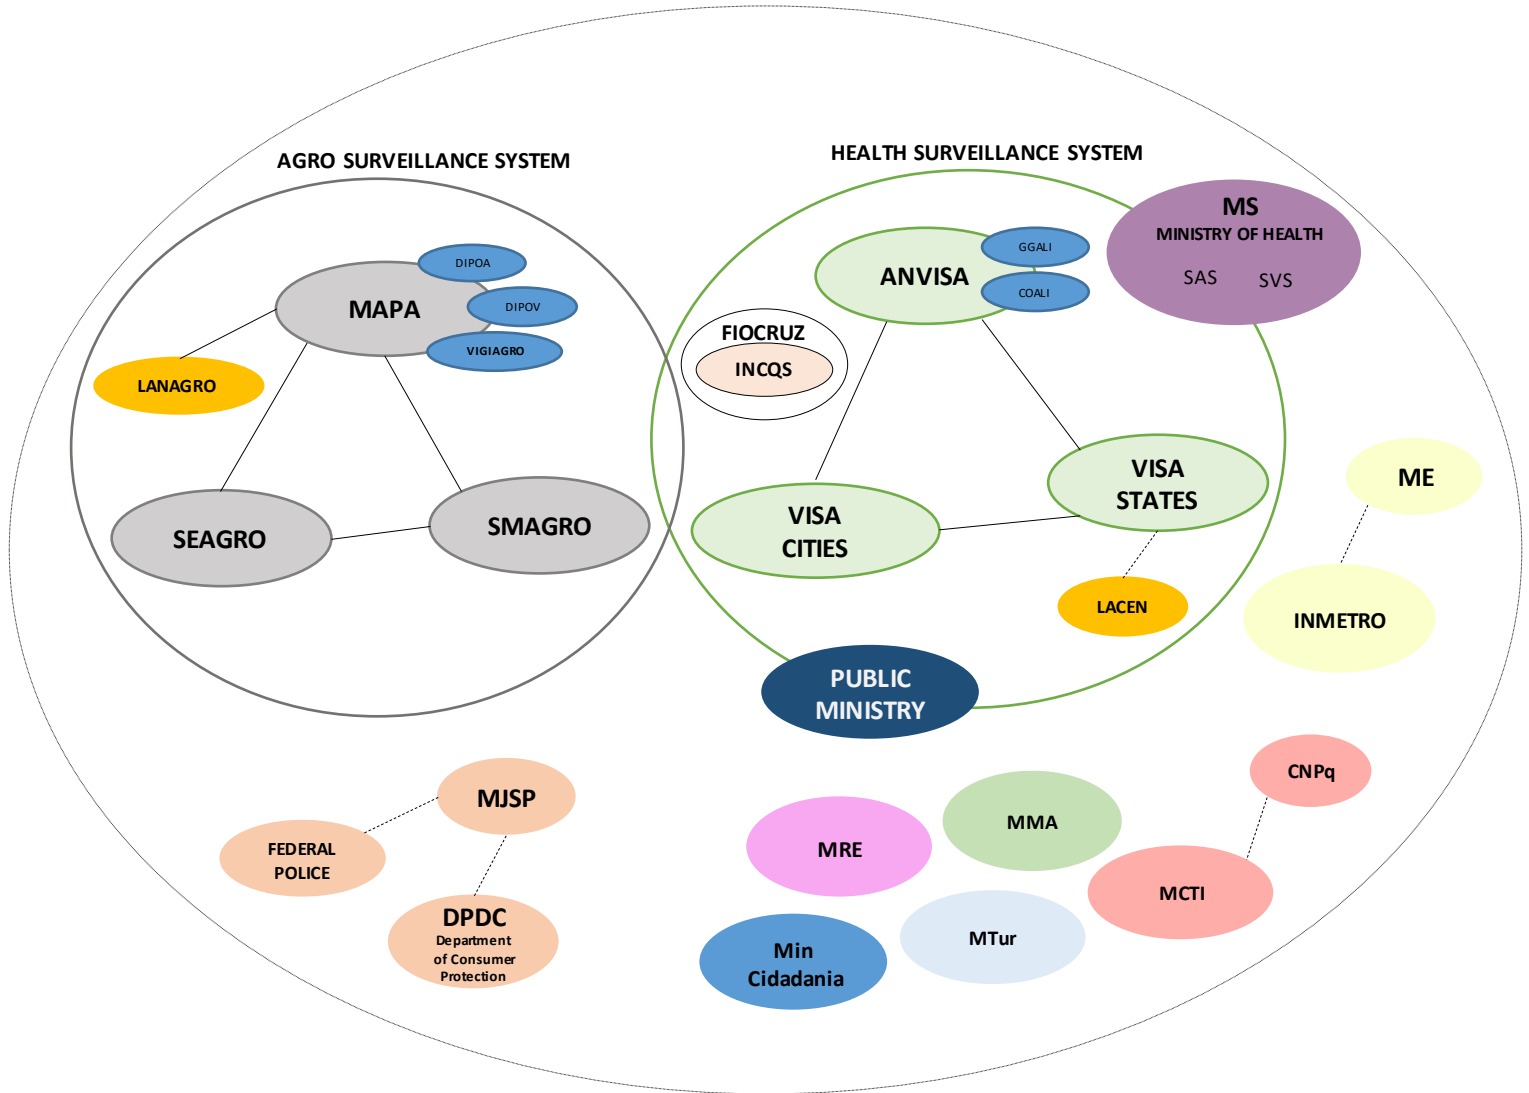 AGRO SURVEILLANCE SYSTEM
HEALTH SURVEILLANCE SYSTEM
MAPA
DIPOA
DIPOV
VIGIAGRO
LANAGRO
SEAGRO
SMAGRO
ANVISA
GGALI
COALI
MS
MINISTRY OF HEALTH
SAS SVS
FIOCRUZ
INCQS
VISA
CITIES
VISA
STATES
LACEN
ME
INMETRO
PUBLIC
MINISTRY
MJSP
FEDERAL
POLICE
DPDC
Department
of Consumer
Protection
MRE
MMA
CNPq
MCTI
MTur
Min
Cidadania